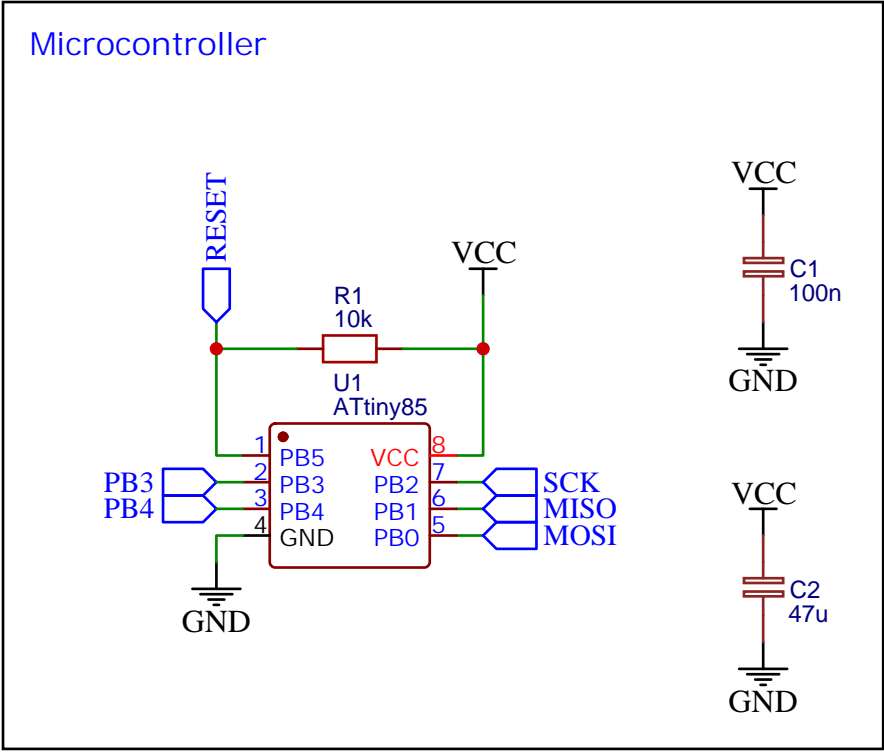 Microcontroller
RESET
VCC
R1
10k
U1
ATtiny85
1 PB5 VCC 8
PB3 2 PB3 PB2 7 SCK
PB4 3 PB4 PB1 6 MISO
4 GND PB0 5 MOSI
GND
VCC
C1
100n
GND
VCC
C2
47u
GND